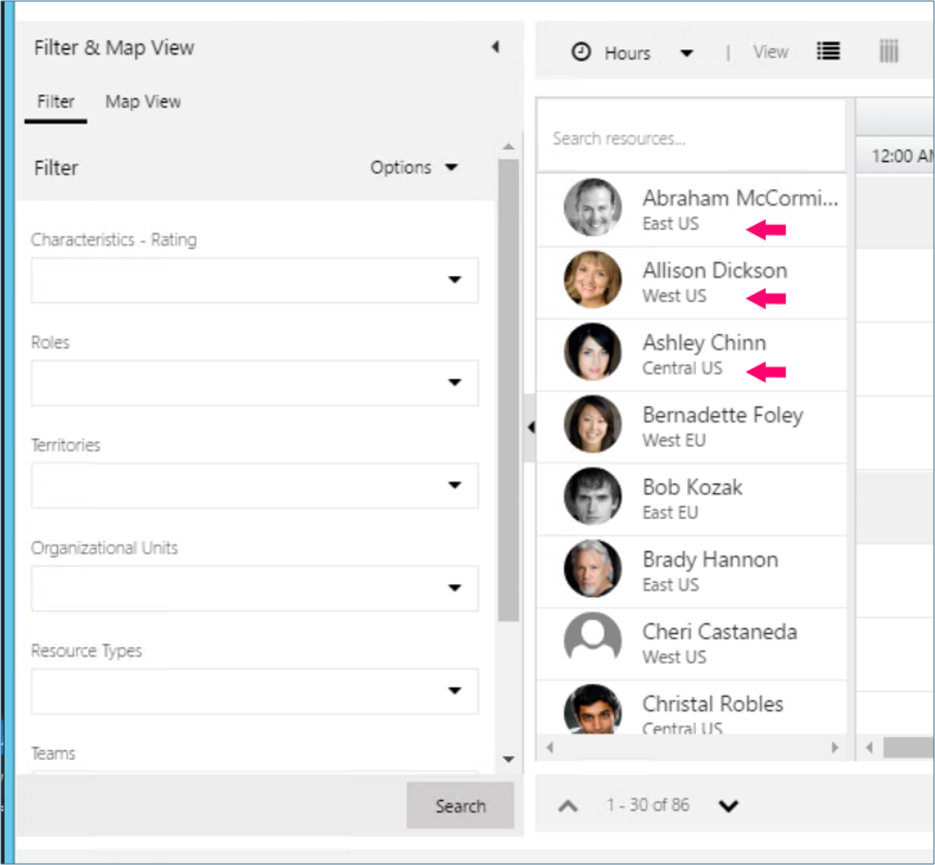 Filter & Map View
Filter Map View
Filter Options
Characteristics - Rating
Roles
Territories
Organizational Units
Resource Types
Teams
Search
Hours | View
Search resources...
12:00 AM
Abraham McCormi...
East US
Allison Dickson
West US
Ashley Chinn
Central US
Bernadette Foley
West EU
Bob Kozak
East EU
Brady Hannon
East US
Cheri Castaneda
West US
Christal Robles
Central US
1 - 30 of 86